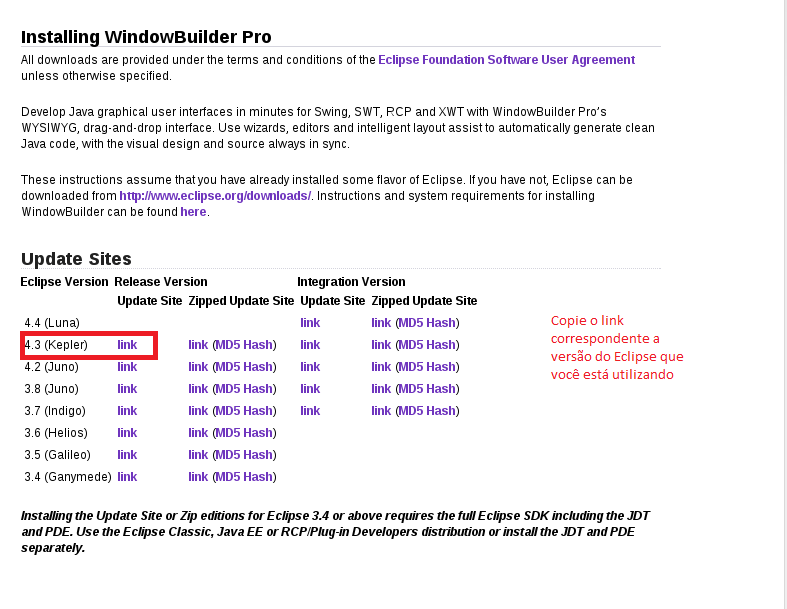 Installing WindowBuilder Pro
All downloads are provided under the terms and conditions of the Eclipse Foundation Software User Agreement
unless otherwise specified.
Develop Java graphical user interfaces in minutes for Swing, SWT, RCP and XWT with WindowBuilder Pro's
WYSIWYG, drag-and-drop interface. Use wizards, editors and intelligent layout assist to automatically generate clean
Java code, with the visual design and source always in sync.
These instructions assume that you have already installed some flavor of Eclipse. If you have not, Eclipse can be
downloaded from http://www.eclipse.org/downloads/. Instructions and system requirements for installing
WindowBuilder can be found here.
Update Sites
Eclipse Version Release Version Integration Version
Update Site Zipped Update Site Update Site Zipped Update Site
4.4 (Luna) link link (MD5 Hash)
4.3 (Kepler) link link (MD5 Hash) link link (MD5 Hash)
4.2 (Juno) link link (MD5 Hash) link link (MD5 Hash)
3.8 (Juno) link link (MD5 Hash) link link (MD5 Hash)
3.7 (Indigo) link link (MD5 Hash) link link (MD5 Hash)
3.6 (Helios) link link (MD5 Hash)
3.5 (Galileo) link link (MD5 Hash)
3.4 (Ganymede) link link (MD5 Hash)
Copie o link
correspondente a
versão do Eclipse que
você está utilizando
Installing the Update Site or Zip editions for Eclipse 3.4 or above requires the full Eclipse SDK including the JDT
and PDE. Use the Eclipse Classic, Java EE or RCP/Plug-in Developers distribution or install the JDT and PDE
separately.